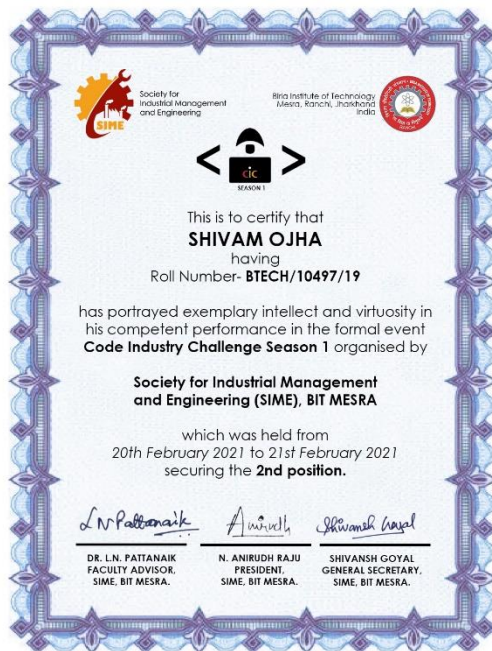 Society for
Industrial Management
and Engineering
SIME
Birla Institute of Technology
Mesra, Ranchi, Jharkhand
India
< cic >
SEASON 1
This is to certify that
SHIVAM OJHA
having
Roll Number- BTECH/10497/19
has portrayed exemplary intellect and virtuosity in
his competent performance in the formal event
Code Industry Challenge Season 1 organised by
Society for Industrial Management
and Engineering (SIME), BIT MESRA
which was held from
20th February 2021 to 21st February 2021
securing the 2nd position.
L N Pattanaik
Anirudh
Shivansh Goyal
DR. L.N. PATTANAIK
FACULTY ADVISOR,
SIME, BIT MESRA.
N. ANIRUDH RAJU
PRESIDENT,
SIME, BIT MESRA.
SHIVANSH GOYAL
GENERAL SECRETARY,
SIME, BIT MESRA.